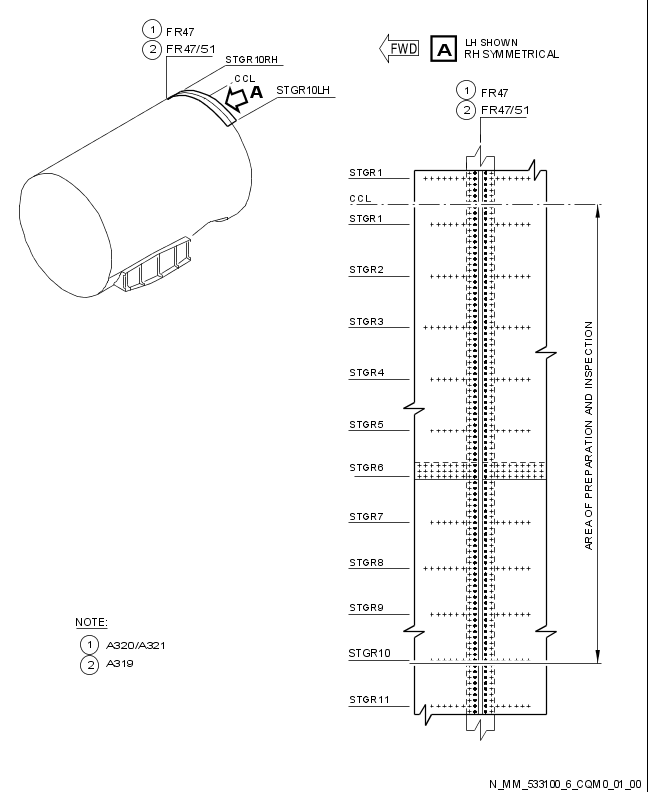 1 FR47
2 FR47/51
STGR10RH
CCL
A
STGR10LH
FWD
A
LH SHOWN
RH SYMMETRICAL
1 FR47
2 FR47/51
STGR1
CCL
STGR1
STGR2
STGR3
STGR4
STGR5
STGR6
STGR7
STGR8
STGR9
STGR10
STGR11
AREA OF PREPARATION AND INSPECTION
NOTE:
1 A320/A321
2 A319
N_MM_533100_6_CQM0_01_00